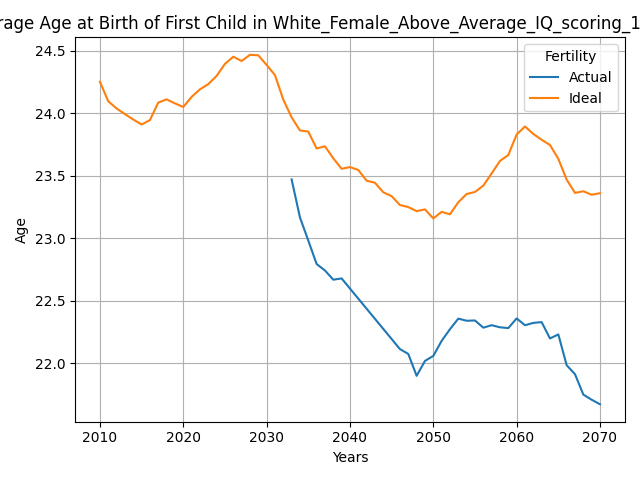 rage Age at Birth of First Child in White_Female_Above_Average_IQ_scoring_1
Fertility
Actual
Ideal
24.5
24.0
23.5
23.0
22.5
22.0
Age
2010 2020 2030 2040 2050 2060 2070
Years